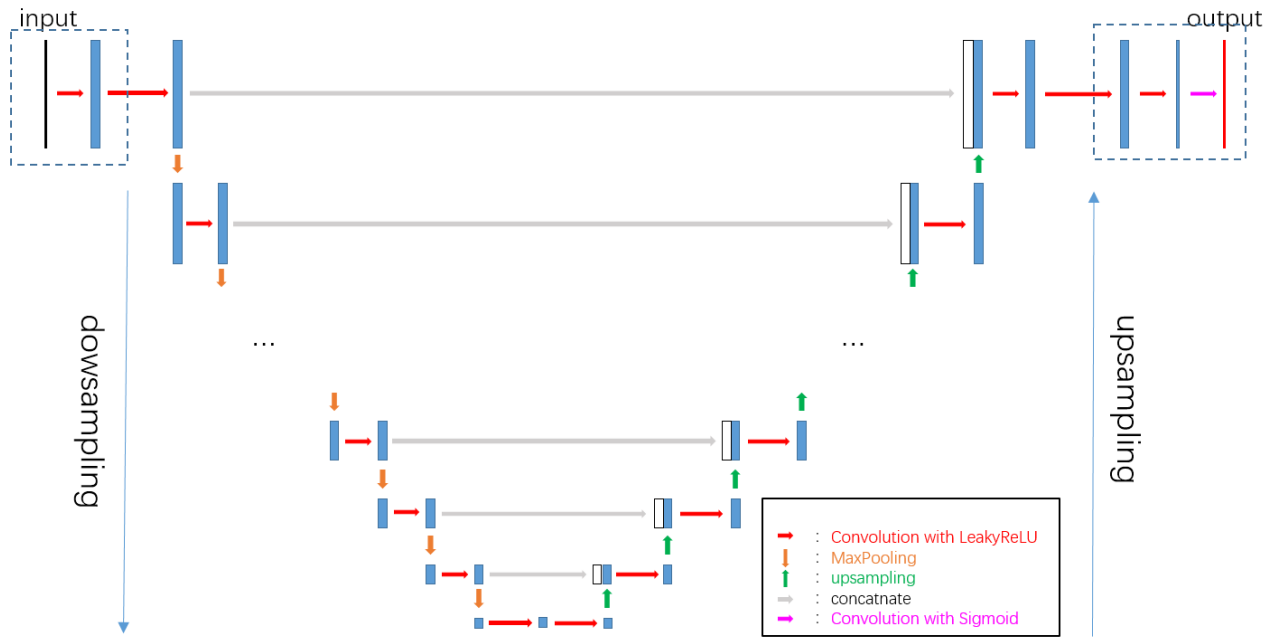 input
output
dowsampling
upsampling
...
...
: Convolution with LeakyReLU
: MaxPooling
: upsampling
: concatnate
: Convolution with Sigmoid